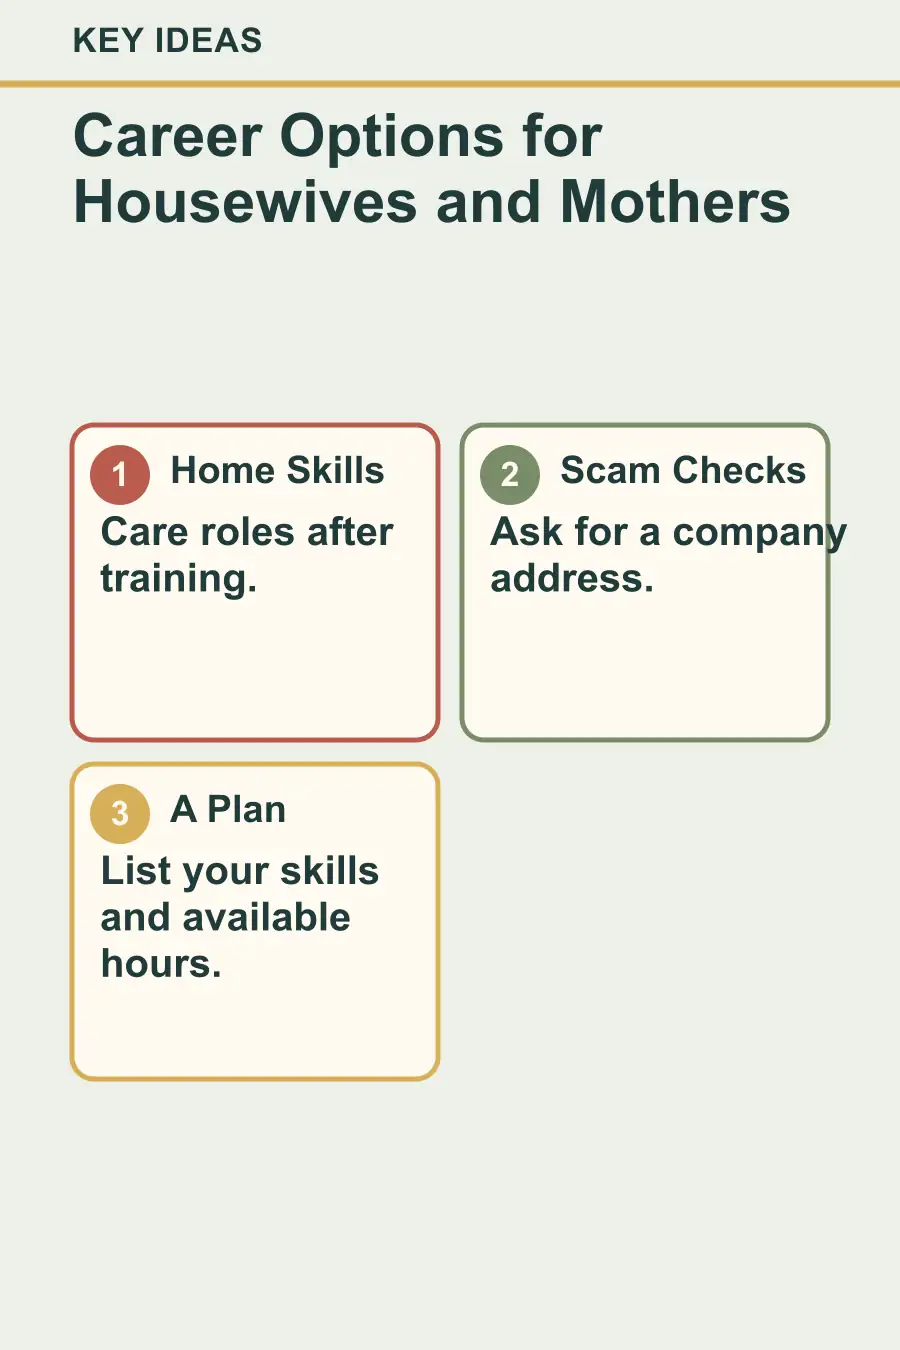 KEY IDEAS
Career Options for
Housewives and Mothers
1 Home Skills
Care roles after
training.
2 Scam Checks
Ask for a company
address.
3 A Plan
List your skills
and available
hours.